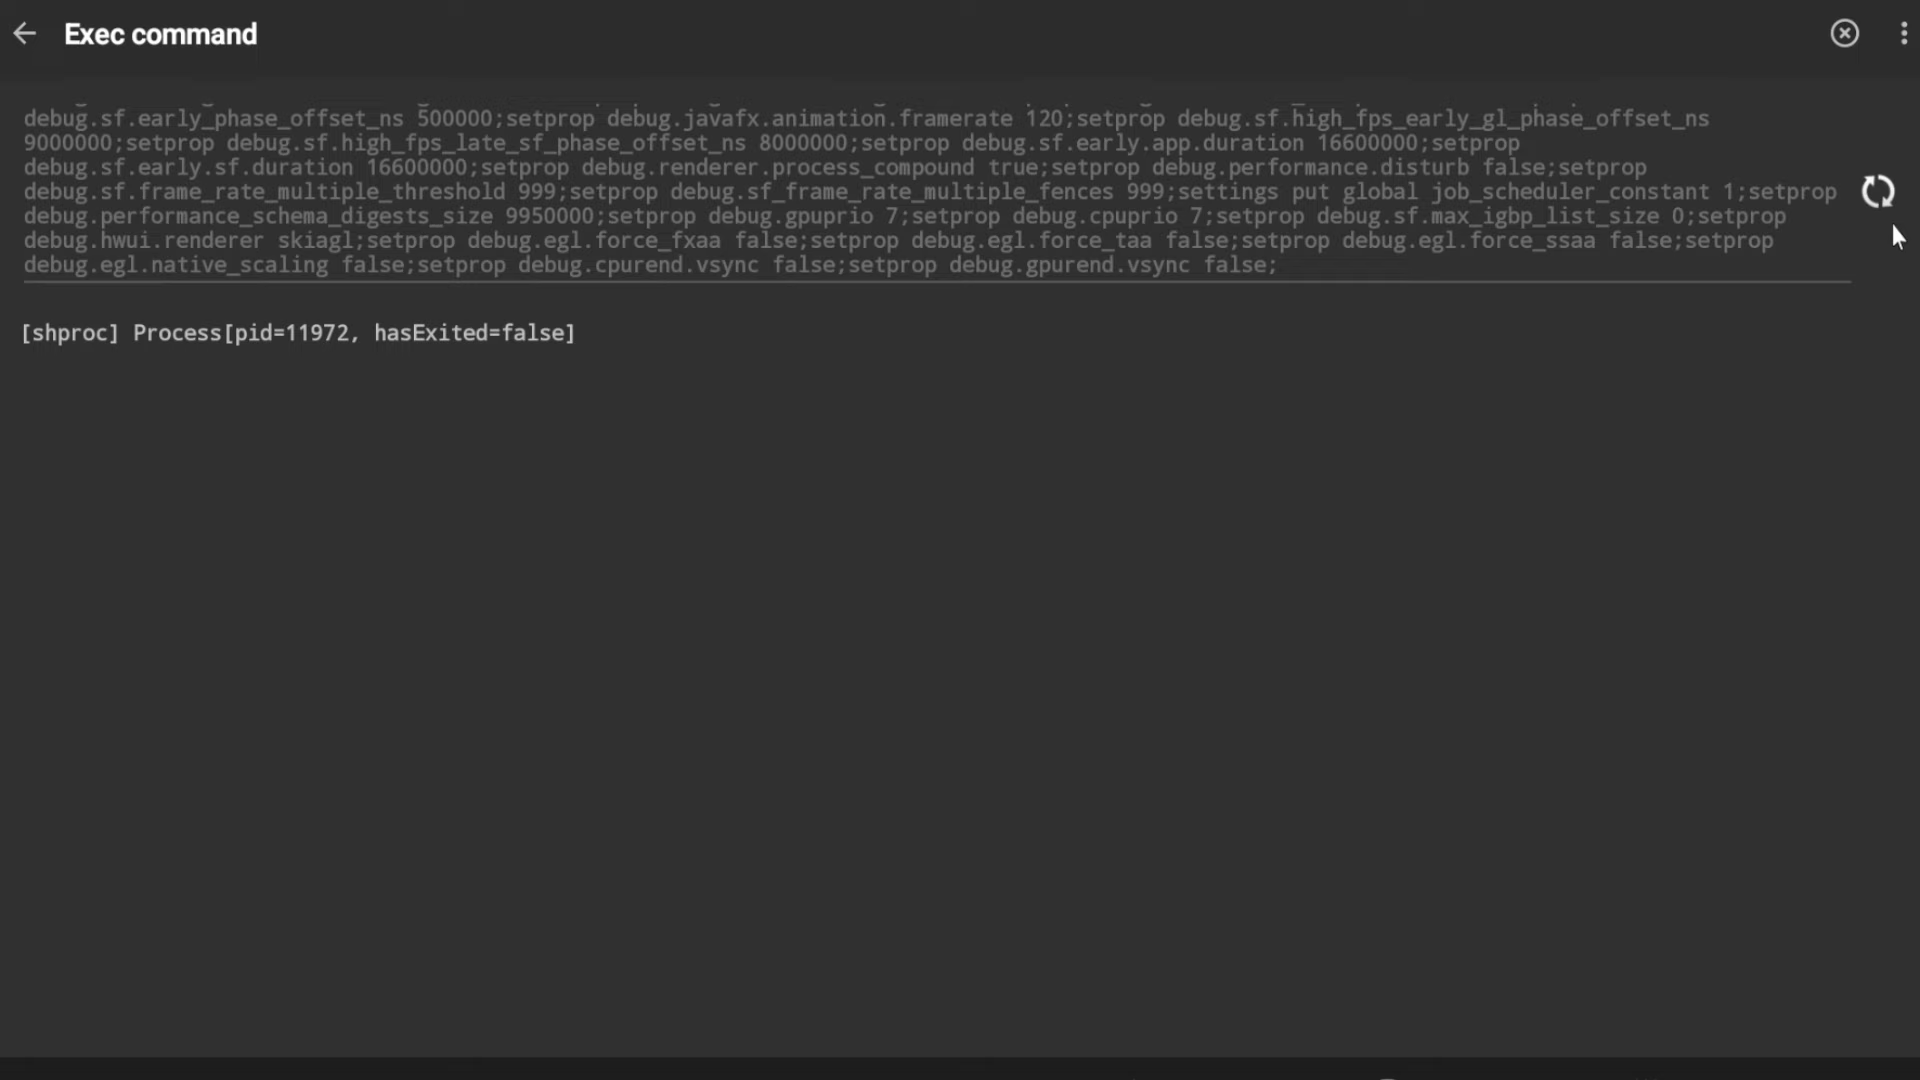 Exec command
debug.sf.early_phase_offset_ns 500000;setprop debug.javafx.animation.framerate 120;setprop debug.sf.high_fps_early_gl_phase_offset_ns
9000000;setprop debug.sf.high_fps_late_sf_phase_offset_ns 8000000;setprop debug.sf.early.app.duration 16600000;setprop
debug.sf.early.sf.duration 16600000;setprop debug.renderer.process_compound true;setprop debug.performance.disturb false;setprop
debug.sf.frame_rate_multiple_threshold 999;setprop debug.sf_frame_rate_multiple_fences 999;settings put global job_scheduler_constant 1;setprop
debug.performance_schema_digests_size 9950000;setprop debug.gpuprio 7;setprop debug.cpuprio 7;setprop debug.sf.max_igbp_list_size 0;setprop
debug.hwui.renderer skiagl;setprop debug.egl.force_fxaa false;setprop debug.egl.force_taa false;setprop debug.egl.force_ssaa false;setprop
debug.egl.native_scaling false;setprop debug.cpurend.vsync false;setprop debug.gpurend.vsync false;
[shproc] Process[pid=11972, hasExited=false]